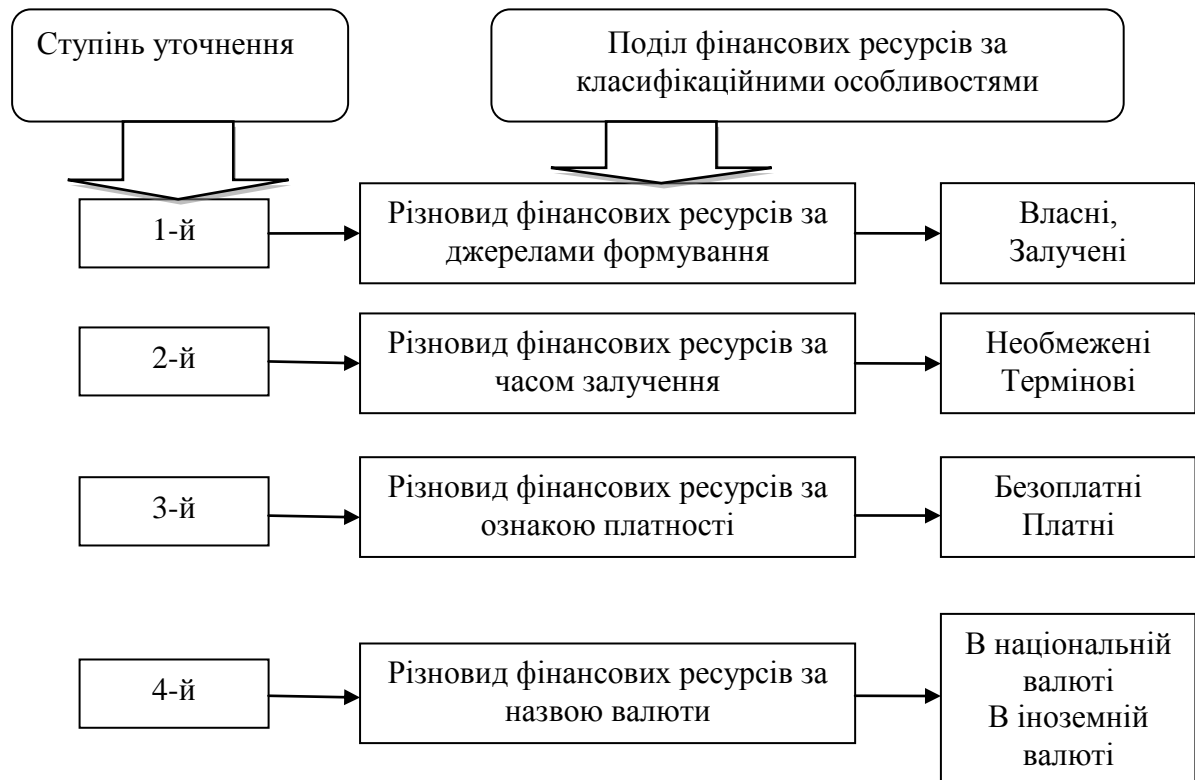 Ступінь уточнення
Поділ фінансових ресурсів за
класифікаційними особливостями
1-й
Різновид фінансових ресурсів за
джерелами формування
Власні,
Залучені
2-й
Різновид фінансових ресурсів за
часом залучення
Необмежені
Термінові
3-й
Різновид фінансових ресурсів за
ознакою платності
Безоплатні
Платні
4-й
Різновид фінансових ресурсів за
назвою валюти
В національній
валюті
В іноземній
валюті